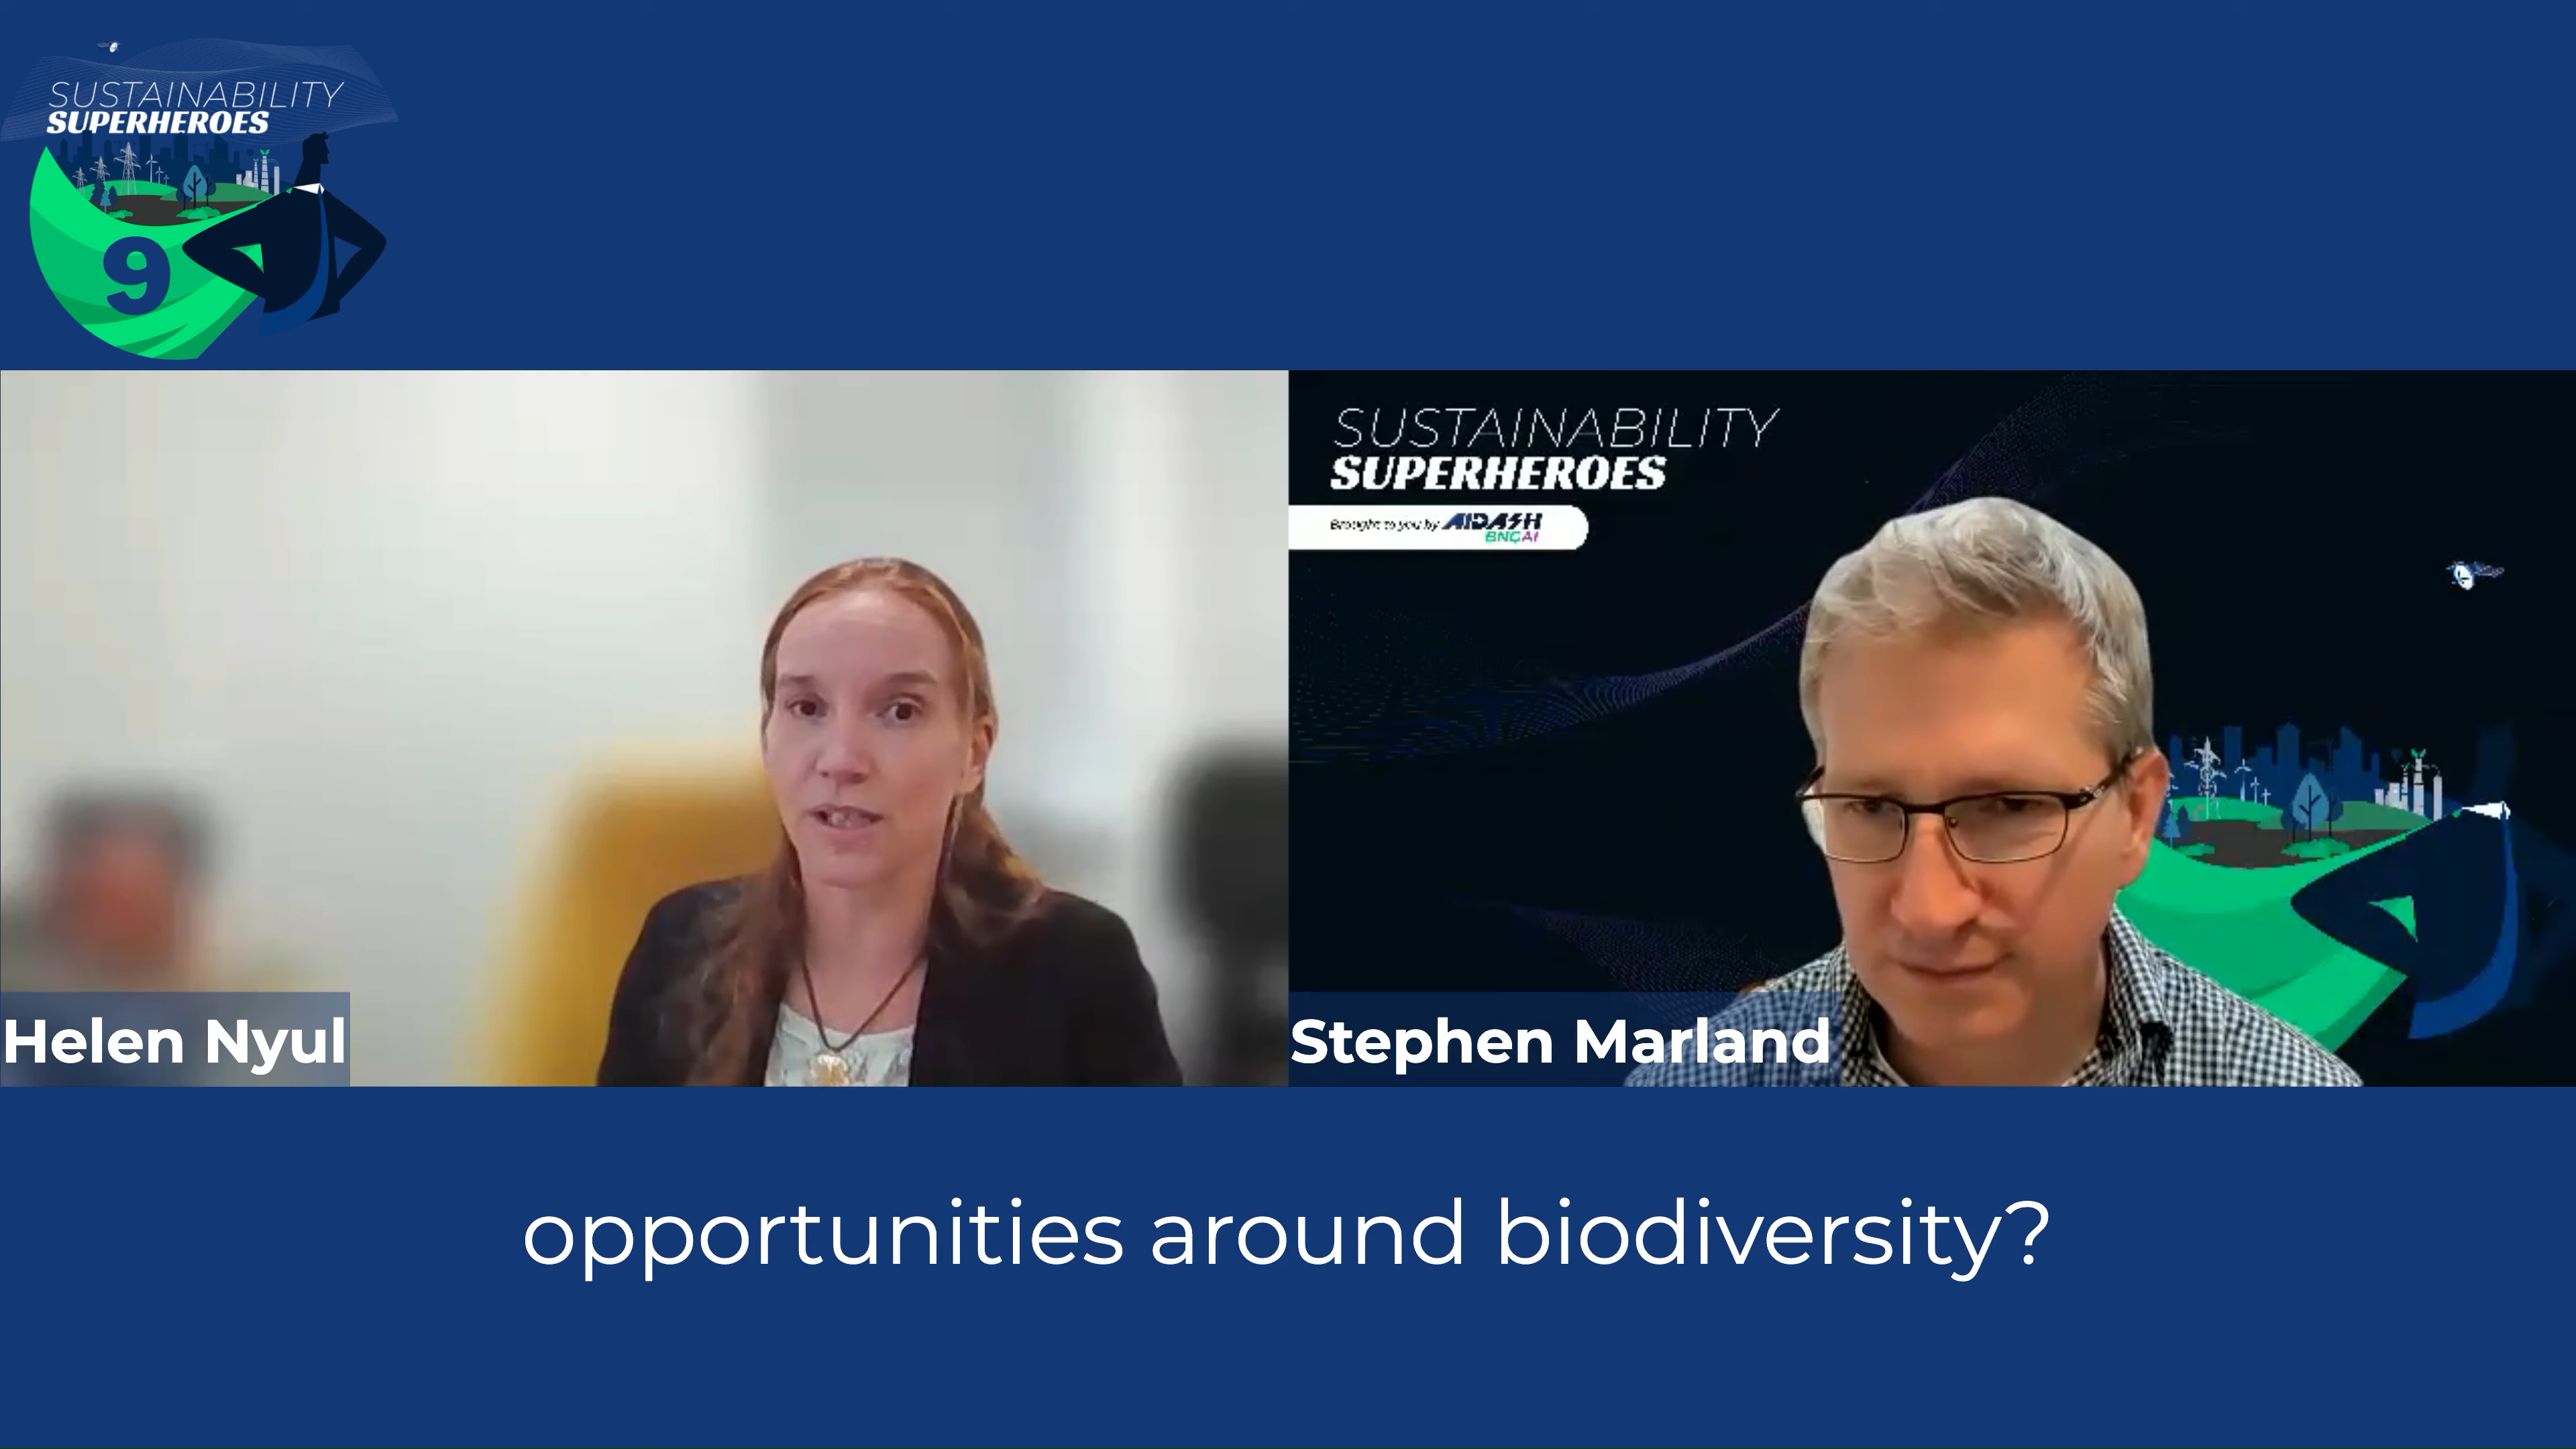 SUSTAINABILITY
SUPERHEROES
9
SUSTAINABILITY
SUPERHEROES
Brought to you by AIDASH
BNGAI
Helen Nyul
Stephen Marland
opportunities around biodiversity?